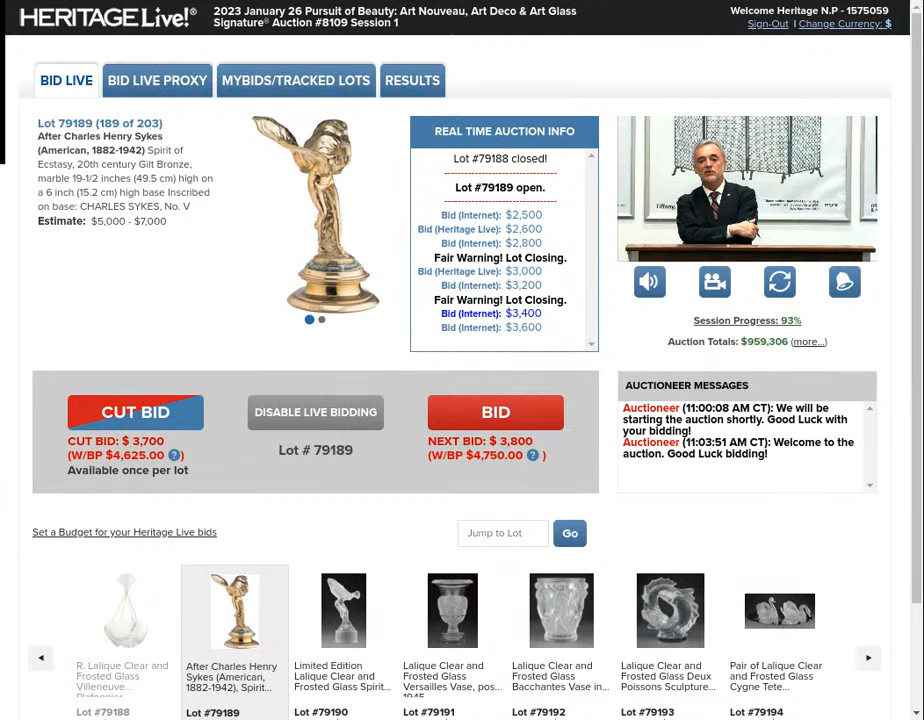 HERITAGE Live!®
2023 January 26 Pursuit of Beauty: Art Nouveau, Art Deco & Art Glass
Signature® Auction #8109 Session 1
Welcome Heritage N.P - 1575059
Sign-Out | Change Currency: $
BID LIVE
BID LIVE PROXY
MYBIDS/TRACKED LOTS
RESULTS
Lot 79189 (189 of 203)
After Charles Henry Sykes
(American, 1882-1942) Spirit of
Ecstasy, 20th century Gilt Bronze,
marble 19-1/2 inches (49.5 cm) high on
a 6 inch (15.2 cm) high base Inscribed
on base: CHARLES SYKES, No. V
Estimate: $5,000 - $7,000
REAL TIME AUCTION INFO
Lot #79188 closed!
Lot #79189 open.
Bid (Internet): $2,500
Bid (Heritage Live): $2,600
Bid (Internet): $2,800
Fair Warning! Lot Closing.
Bid (Heritage Live): $3,000
Bid (Internet): $3,200
Fair Warning! Lot Closing.
Bid (Internet): $3,400
Bid (Internet): $3,600
Tiffany
Session Progress: 93%
Auction Totals: $959,306 (more...)
CUT BID
CUT BID: $ 3,700
(W/BP $4,625.00 ? )
Available once per lot
DISABLE LIVE BIDDING
Lot # 79189
BID
NEXT BID: $ 3,800
(W/BP $4,750.00 ? )
AUCTIONEER MESSAGES
Auctioneer (11:00:08 AM CT): We will be
starting the auction shortly. Good Luck with
your bidding!
Auctioneer (11:03:51 AM CT): Welcome to the
auction. Good Luck bidding!
Set a Budget for your Heritage Live bids
Jump to Lot
Go
R. Lalique Clear and
Frosted Glass
Villeneuve...
Plafonnier
Lot #79188
After Charles Henry
Sykes (American,
1882-1942), Spirit...
Lot #79189
Limited Edition
Lalique Clear and
Frosted Glass Spirit...
Lot #79190
Lalique Clear and
Frosted Glass
Versailles Vase, pos...
1945
Lot #79191
Lalique Clear and
Frosted Glass
Bacchantes Vase in...
Lot #79192
Lalique Clear and
Frosted Glass Deux
Poissons Sculpture...
Lot #79193
Pair of Lalique Clear
and Frosted Glass
Cygne Tete...
Lot #79194